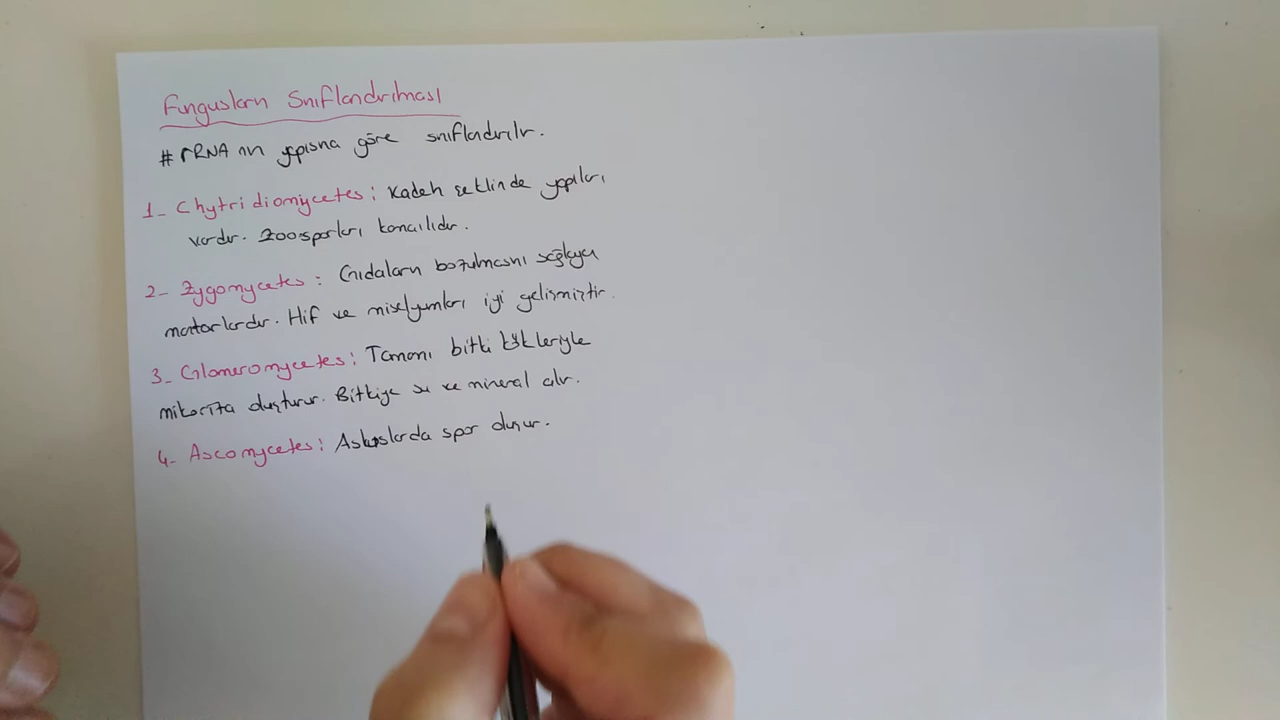 Fungusların Sınıflandırılması
# rRNA nın yapısına göre sınıflandırılır.
1- Chytridiomycetes: Kadeh şeklinde yapıları
vardır. Zoosporları kamçılıdır.
2- Zygomycetes: Gıdaların bozulmasını sağlayan
mantarlardır. Hif ve miselyumları iyi gelişmiştir.
3- Glomeromycetes: Tamamı bitki kökleriyle
mikoriza oluşturur. Bitkiye su ve mineral alır.
4- Ascomycetes: Askuslarda spor oluşur.